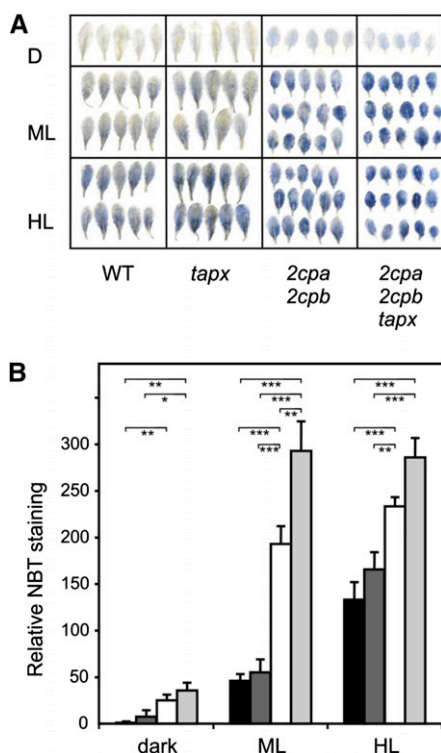 A
D
ML
HL
WT
tapx
2cpa
2cpb
2cpa
2cpb
tapx
B
Relative NBT staining
** *** ***
* *** ***
**
** *** ***
*** **
300
250
200
150
100
50
0
dark ML HL